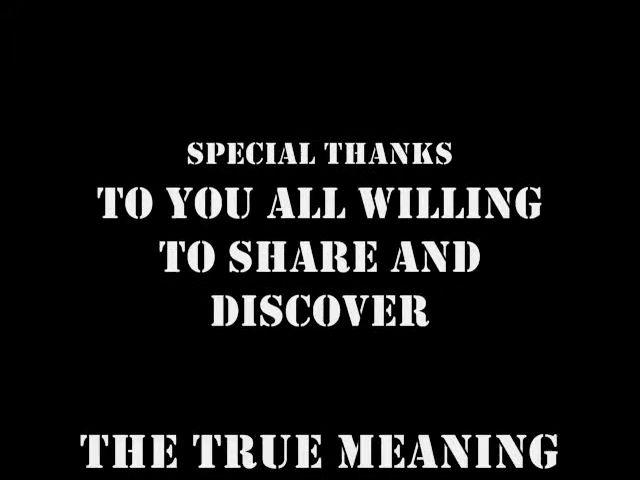 SPECIAL THANKS
TO YOU ALL WILLING
TO SHARE AND
DISCOVER
THE TRUE MEANING